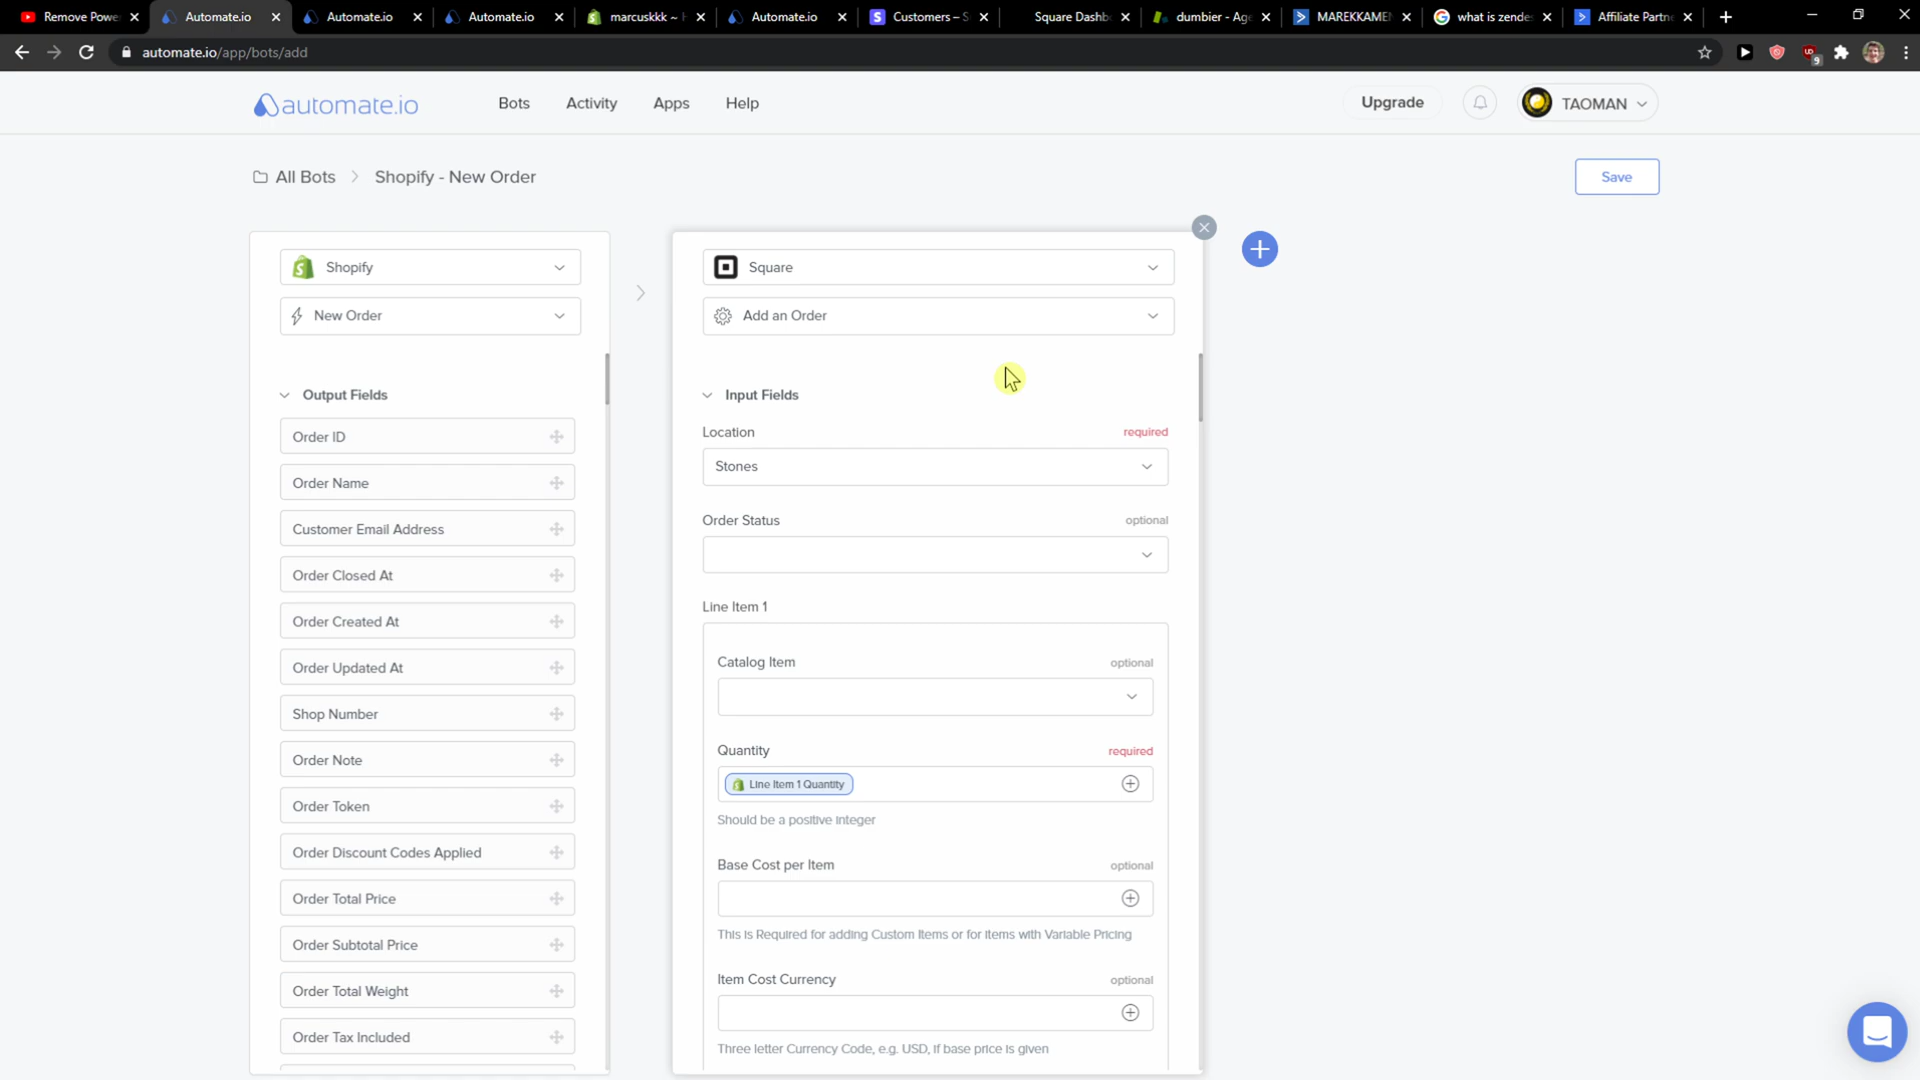 Remove Powe
Automate.io
Automate.io
Automate.io
marcuskkk ~
Automate.io
Customers – S
Square Dashb
dumbier - Age
MAREKKAMEN
what is zende
Affiliate Partn
automate.io/app/bots/add
9
automate.io
Bots
Activity
Apps
Help
Upgrade
TAOMAN
All Bots
Shopify - New Order
Save
Shopify
New Order
Output Fields
Order ID
Order Name
Customer Email Address
Order Closed At
Order Created At
Order Updated At
Shop Number
Order Note
Order Token
Order Discount Codes Applied
Order Total Price
Order Subtotal Price
Order Total Weight
Order Tax Included
Square
Add an Order
Input Fields
Location required
Stones
Order Status optional
Line Item 1
Catalog Item optional
Quantity required
Line Item 1 Quantity
Should be a positive integer
Base Cost per Item optional
This is Required for adding Custom Items or for items with Variable Pricing
Item Cost Currency optional
Three letter Currency Code, e.g. USD, if base price is given